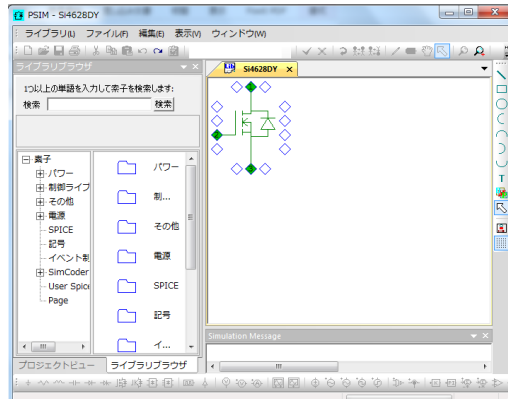 PSIM - Si4628DY
ライブラリ(L) ファイル(F) 編集(E) 表示(V) ウィンドウ(W)
ライブラリブラウザ
Si4628DY
1つ以上の単語を入力して素子を検索します:
検索 検索
素子
パワー
制御ライブ
その他
電源
SPICE
記号
イベント制
SimCoder
User Spice
Page
パワー
制...
その他
電源
SPICE
記号
イ...
Simulation Message
プロジェクトビュー ライブラリブラウザ
T